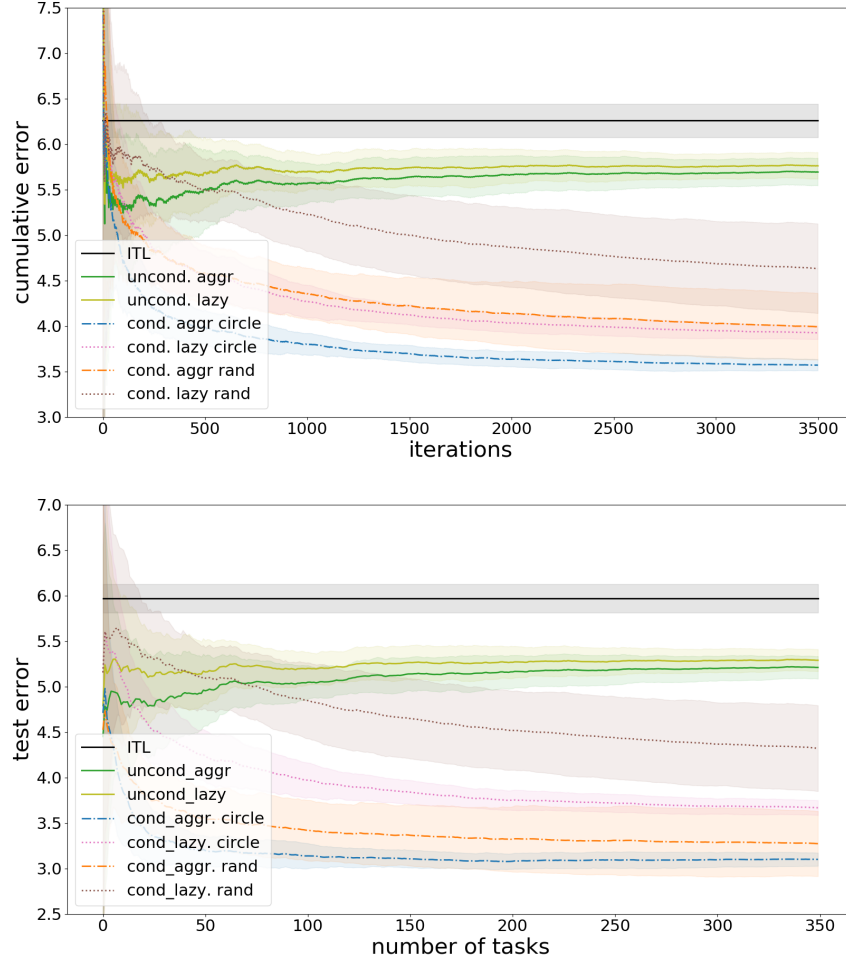 7.5
7.0
6.5
6.0
5.5
5.0
4.5
4.0
3.5
3.0
cumulative error
ITL
uncond. aggr
uncond. lazy
cond. aggr circle
cond. lazy circle
cond. aggr rand
cond. lazy rand
0 500 1000 1500 2000 2500 3000 3500
iterations
7.0
6.5
6.0
5.5
5.0
4.5
4.0
3.5
3.0
2.5
test error
ITL
uncond_aggr
uncond_lazy
cond_aggr. circle
cond_lazy. circle
cond_aggr. rand
cond_lazy. rand
0 50 100 150 200 250 300 350
number of tasks